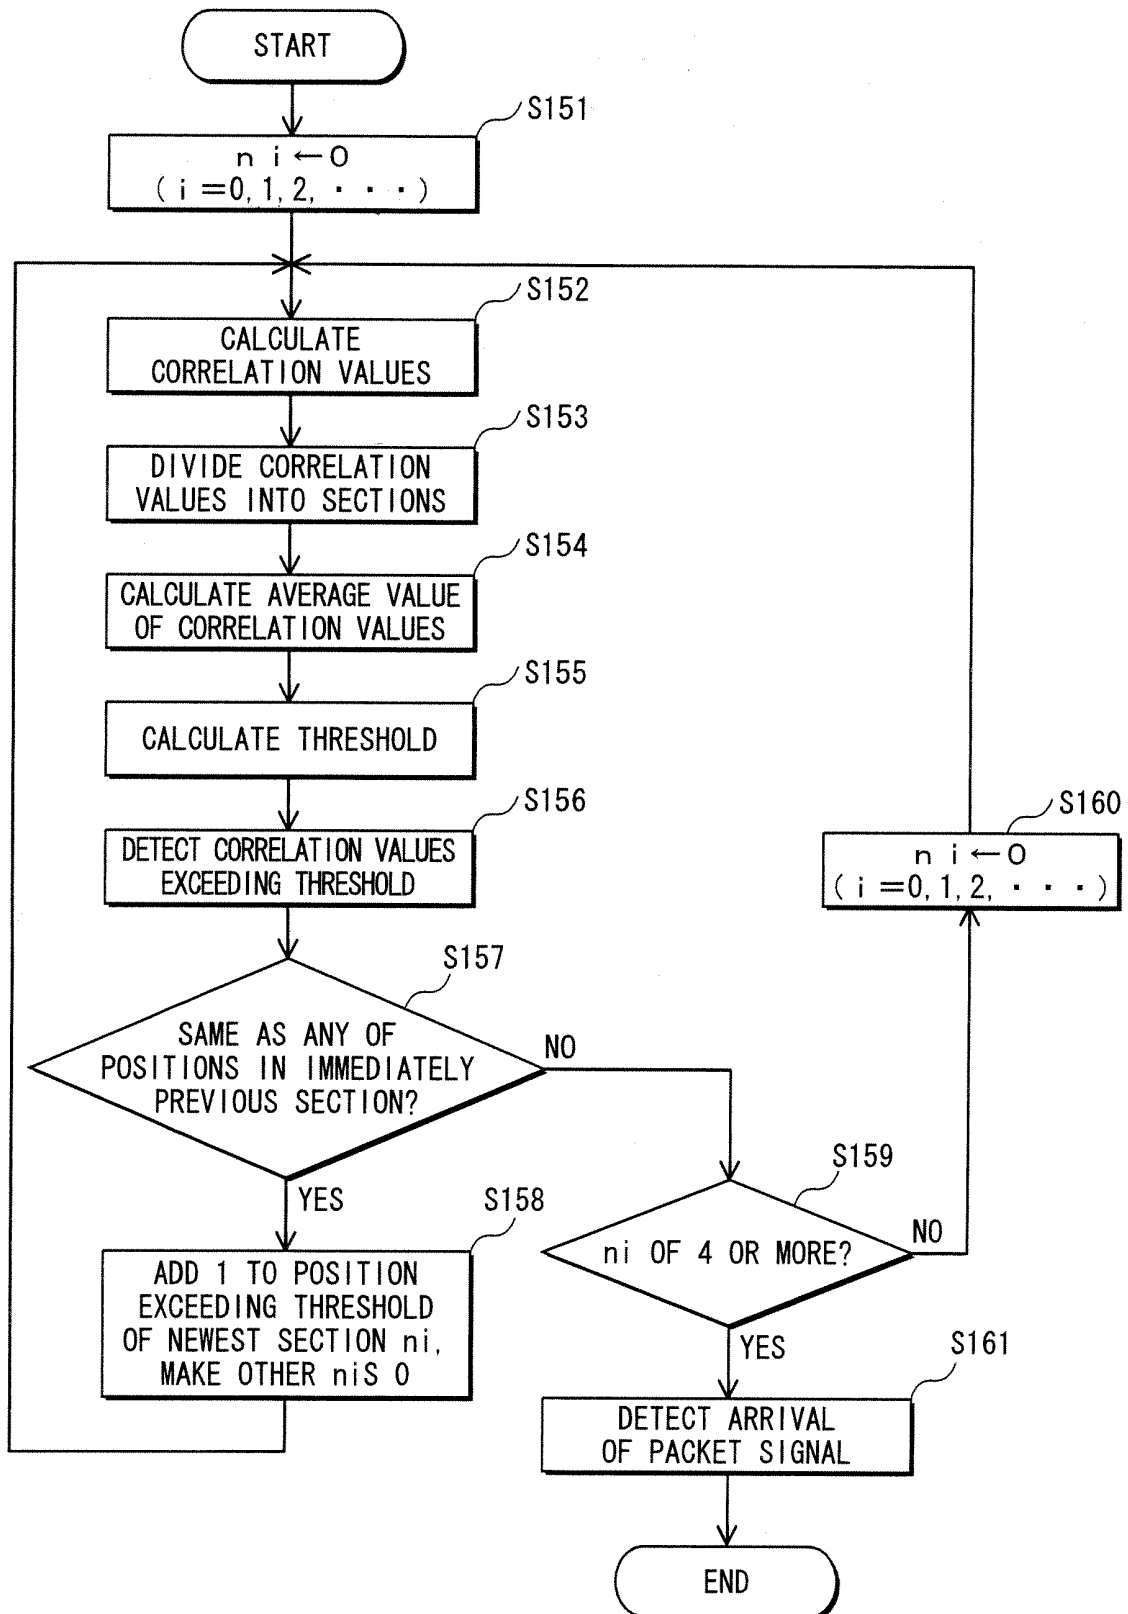 START
S151
n i ← 0
( i =0, 1, 2, ・ ・ ・ )
S152
CALCULATE
CORRELATION VALUES
S153
DIVIDE CORRELATION
VALUES INTO SECTIONS
S154
CALCULATE AVERAGE VALUE
OF CORRELATION VALUES
S155
CALCULATE THRESHOLD
S156
DETECT CORRELATION VALUES
EXCEEDING THRESHOLD
S160
n i ← 0
( i =0, 1, 2, ・ ・ ・ )
S157
SAME AS ANY OF
POSITIONS IN IMMEDIATELY
PREVIOUS SECTION?
NO
YES
S158
ADD 1 TO POSITION
EXCEEDING THRESHOLD
OF NEWEST SECTION ni,
MAKE OTHER niS 0
S159
ni OF 4 OR MORE?
NO
YES
S161
DETECT ARRIVAL
OF PACKET SIGNAL
END